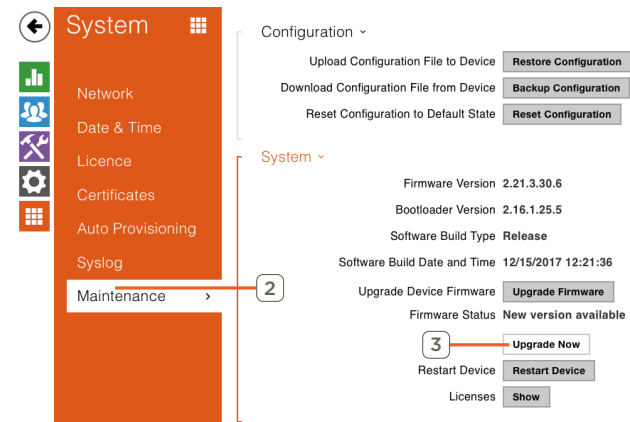 System
Network
Date & Time
Licence
Certificates
Auto Provisioning
Syslog
Maintenance
2
Configuration
Upload Configuration File to Device Restore Configuration
Download Configuration File from Device Backup Configuration
Reset Configuration to Default State Reset Configuration
System
Firmware Version 2.21.3.30.6
Bootloader Version 2.16.1.25.5
Software Build Type Release
Software Build Date and Time 12/15/2017 12:21:36
Upgrade Device Firmware Upgrade Firmware
Firmware Status New version available
3 Upgrade Now
Restart Device Restart Device
Licenses Show